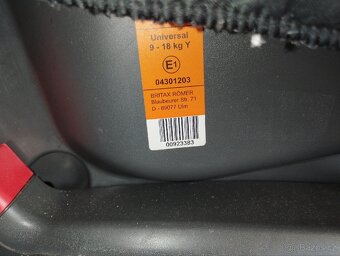 Universal
9 - 18 kg Y
E1
04301203
BRITAX RÖMER
Blaubeurer Str. 71
D - 89077 Ulm
00923383